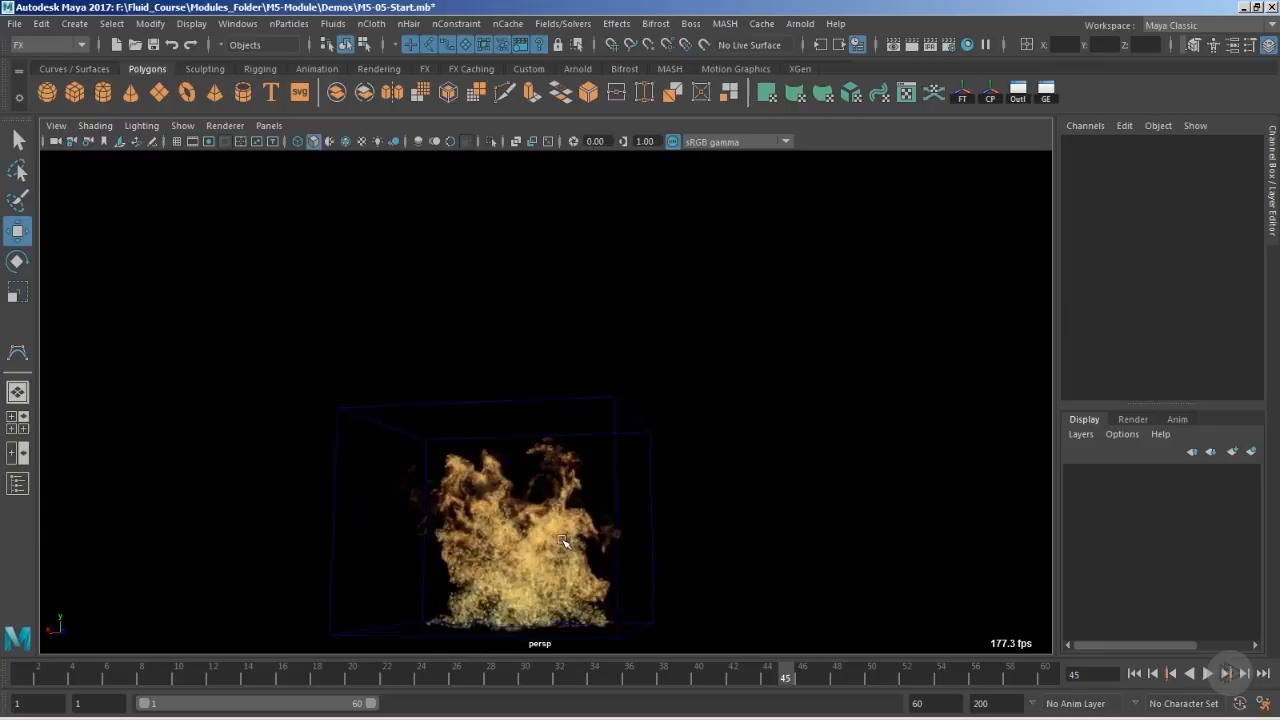 Autodesk Maya 2017: F:\Fluid_Course\Modules_Folder\M5-Module\Demos\M5-05-Start.mb*
File Edit Create Select Modify Display Windows nParticles Fluids nCloth nHair nConstraint nCache Fields/Solvers Effects Bifrost Boss MASH Cache Arnold Help
Workspace : Maya Classic
FX Objects No Live Surface X: Y: Z:
Curves / Surfaces Polygons Sculpting Rigging Animation Rendering FX FX Caching Custom Arnold Bifrost MASH Motion Graphics XGen
T SVG FT CP Outl GE
View Shading Lighting Show Renderer Panels
Channels Edit Object Show
0.00 1.00 sRGB gamma
Channel Box / Layer Editor
Display Render Anim
Layers Options Help
y
persp
177.3 fps
2 4 6 8 10 12 14 16 18 20 22 24 26 28 30 32 34 36 38 40 42 44 46 48 50 52 54 56 58 60
45 45
1 1 1 60 60 200 No Anim Layer No Character Set